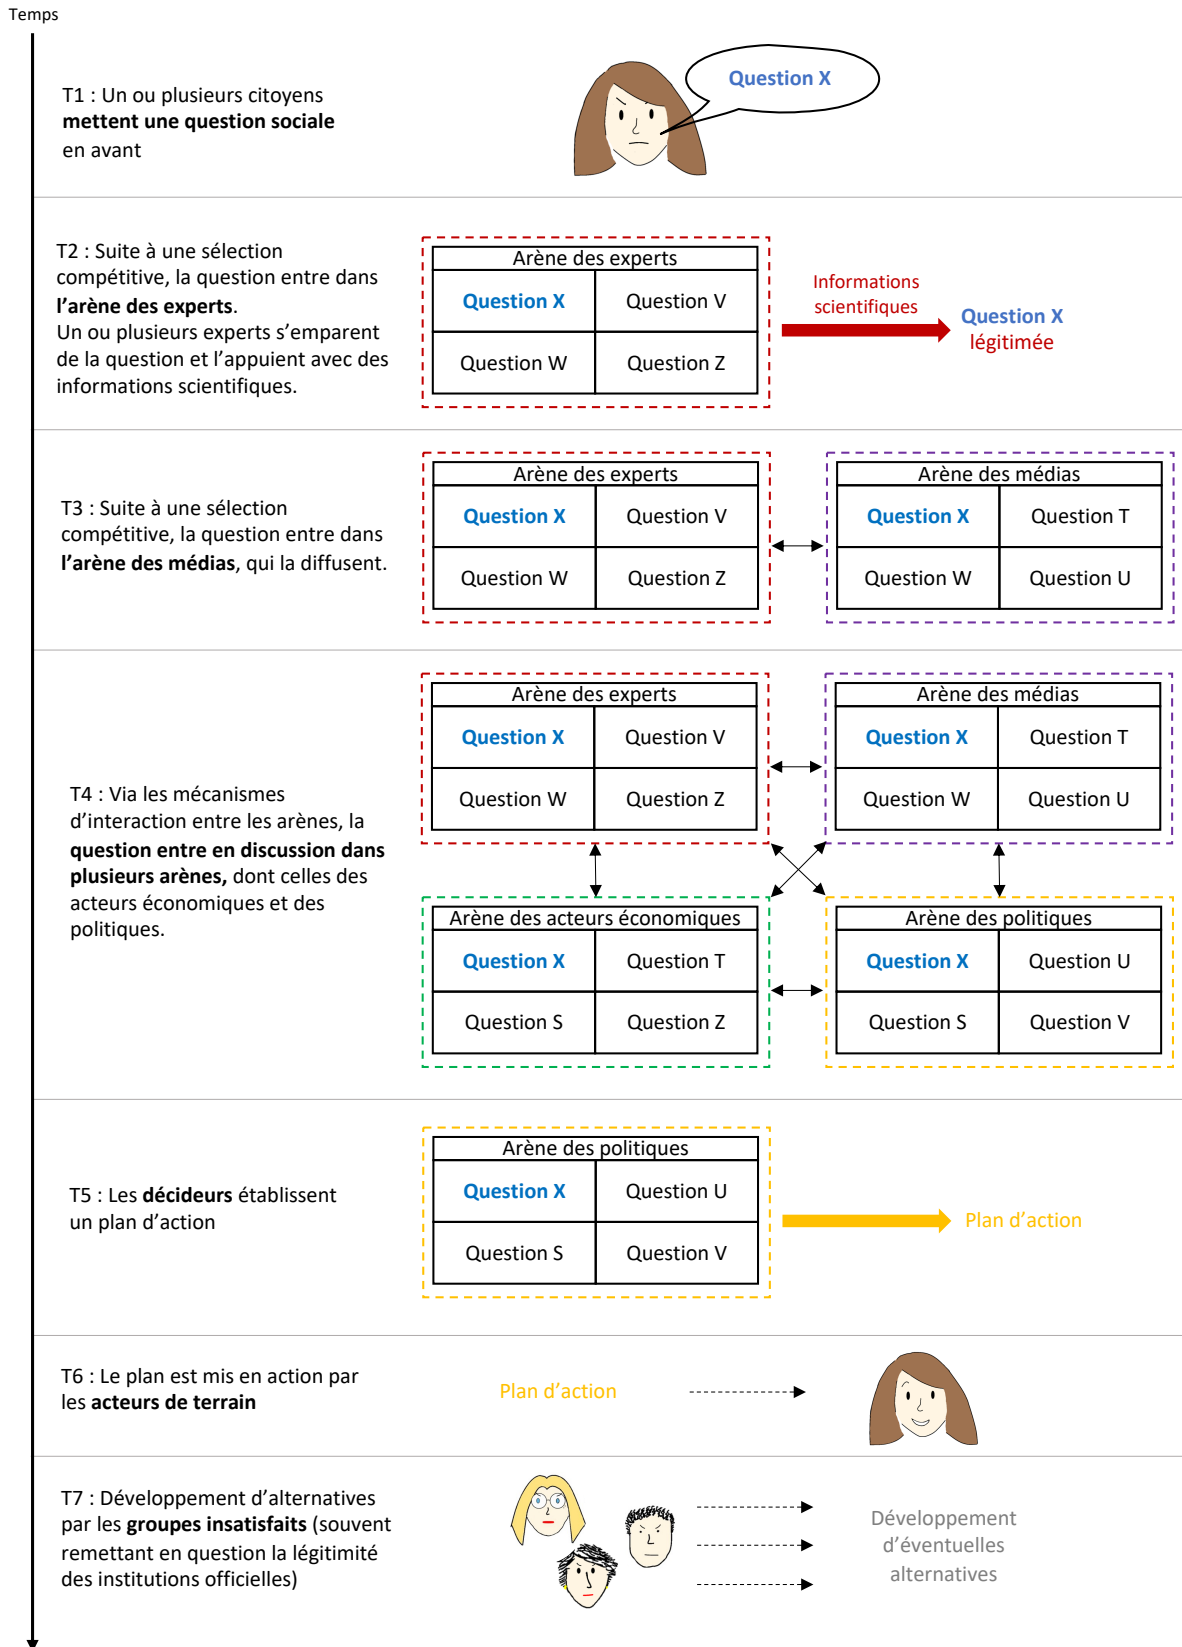 Temps
T1 : Un ou plusieurs citoyens
mettent une question sociale
en avant
Question X
T2 : Suite à une sélection
compétitive, la question entre dans
l’arène des experts.
Un ou plusieurs experts s’emparent
de la question et l’appuient avec des
informations scientifiques.
Arène des experts
Question X
Question V
Question W
Question Z
Informations
scientifiques
Question X
légitimée
T3 : Suite à une sélection
compétitive, la question entre dans
l’arène des médias, qui la diffusent.
Arène des experts
Question X
Question V
Question W
Question Z
Arène des médias
Question X
Question T
Question W
Question U
T4 : Via les mécanismes
d’interaction entre les arènes, la
question entre en discussion dans
plusieurs arènes, dont celles des
acteurs économiques et des
politiques.
Arène des experts
Question X
Question V
Question W
Question Z
Arène des médias
Question X
Question T
Question W
Question U
Arène des acteurs économiques
Question X
Question T
Question S
Question Z
Arène des politiques
Question X
Question U
Question S
Question V
T5 : Les décideurs établissent
un plan d’action
Arène des politiques
Question X
Question U
Question S
Question V
Plan d’action
T6 : Le plan est mis en action par
les acteurs de terrain
Plan d’action
T7 : Développement d’alternatives
par les groupes insatisfaits (souvent
remettant en question la légitimité
des institutions officielles)
Développement
d’éventuelles
alternatives